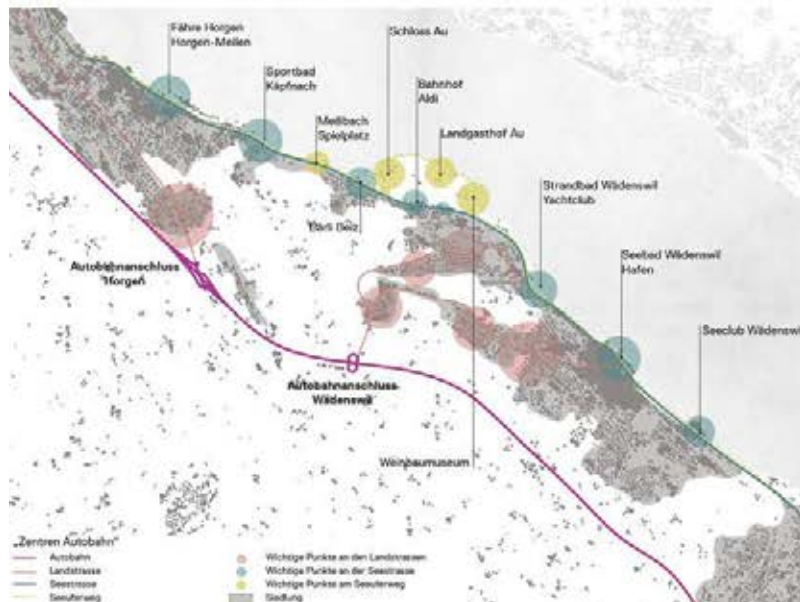 Fähre Horgen
Horgen-Meilen
Sportbad
Käpfnach
Meilibach
Spielplatz
Schloss Au
Bahnhof
Aldi
Landgasthof Au
Strandbad Wädenswil
Yachtclub
Seebad Wädenswil
Hafen
Seeclub Wädenswil
Beiz
Autobahnanschluss
Horgen
Autobahnanschluss
Wädenswil
Weinbaumuseum
„Zentren Autobahn"
Autobahn
Landstrasse
Seestrasse
Seeuferweg
Wichtige Punkte an den Landstrassen
Wichtige Punkte an der Seestrasse
Wichtige Punkte am Seeuferweg
Siedlung